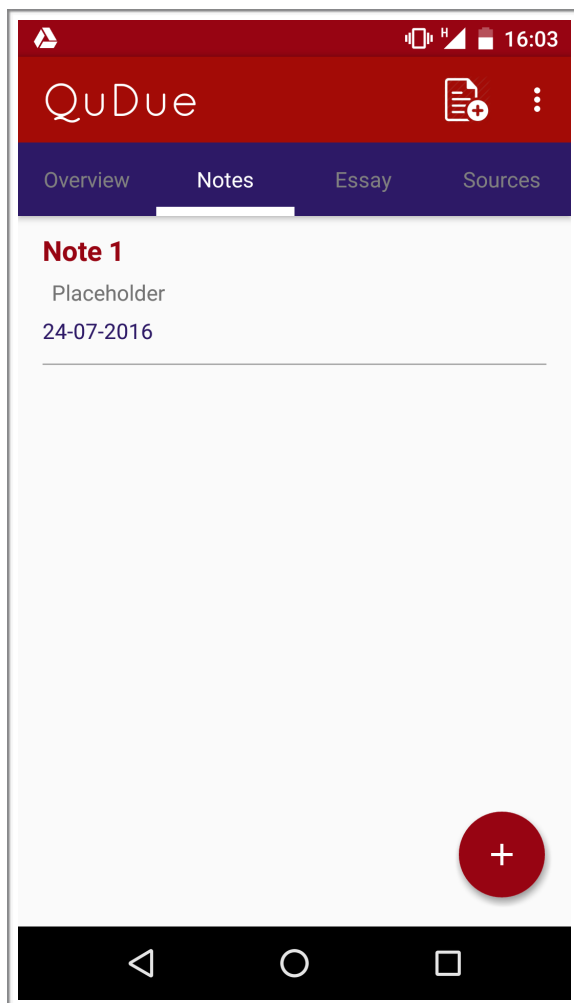 H 16:03
QuDue
Overview Notes Essay Sources
Note 1
Placeholder
24-07-2016